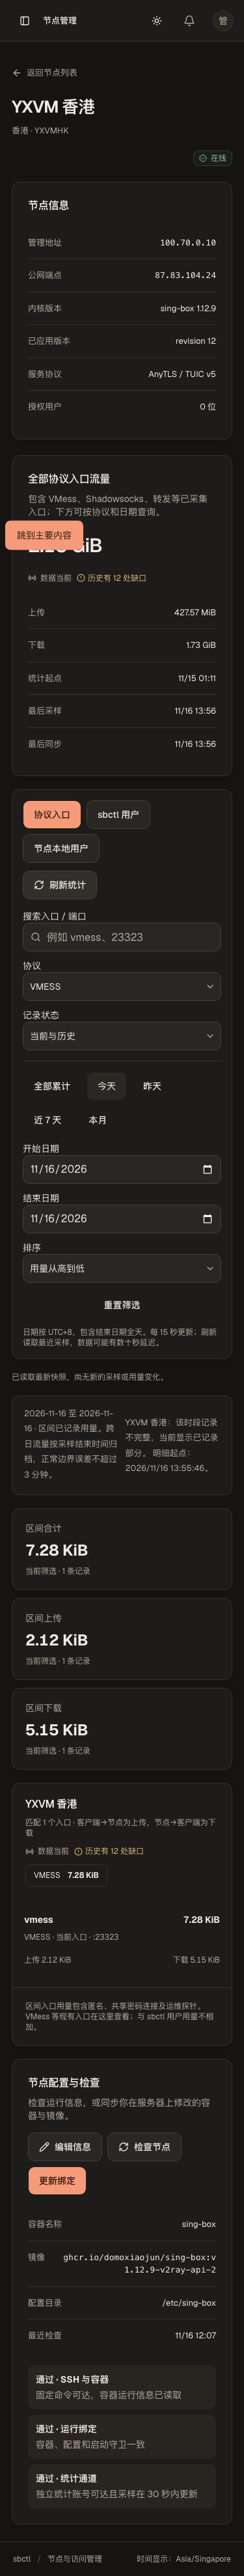 节点管理
管
返回节点列表
YXVM 香港
香港 · YXVMHK
在线
节点信息
管理地址 100.70.0.10
公网端点 87.83.104.24
内核版本 sing-box 1.12.9
已应用版本 revision 12
服务协议 AnyTLS / TUIC v5
授权用户 0 位
全部协议入口流量
包含 VMess、Shadowsocks、转发等已采集
入口；下方可按协议和日期查询。
跳到主要内容
GiB
数据当前 历史有 12 处缺口
上传 427.57 MiB
下载 1.73 GiB
统计起点 11/15 01:11
最后采样 11/16 13:56
最后同步 11/16 13:56
协议入口 sbctl 用户
节点本地用户
刷新统计
搜索入口 / 端口
例如 vmess、23323
协议
VMESS
记录状态
当前与历史
全部累计 今天 昨天
近 7 天 本月
开始日期
11/16/2026
结束日期
11/16/2026
排序
用量从高到低
重置筛选
日期按 UTC+8，包含结束日期全天。每 15 秒更新；刷新
读取最近采样，数据可能有数十秒延迟。
已读取最新快照，尚无新的采样或用量变化。
2026-11-16 至 2026-11-
16 · 区间已记录用量。跨
日流量按采样结束时间归
档，正常边界误差不超过
3 分钟。
YXVM 香港：该时段记录
不完整，当前显示已记录
部分。 明细起点：
2026/11/16 13:55:46。
区间合计
7.28 KiB
当前筛选 · 1 条记录
区间上传
2.12 KiB
当前筛选 · 1 条记录
区间下载
5.15 KiB
当前筛选 · 1 条记录
YXVM 香港
匹配 1 个入口 · 客户端→节点为上传，节点→客户端为下
载
数据当前 历史有 12 处缺口
VMESS 7.28 KiB
vmess 7.28 KiB
VMESS · 当前入口 · :23323
上传 2.12 KiB 下载 5.15 KiB
区间入口用量包含匿名、共享密码连接及运维探针。
VMess 等现有入口在这里查看；与 sbctl 用户用量不相
加。
节点配置与检查
检查运行信息，或同步你在服务器上修改的容
器与镜像。
编辑信息 检查节点
更新绑定
容器名称 sing-box
镜像 ghcr.io/domoxiaojun/sing-box:v
1.12.9-v2ray-api-2
配置目录 /etc/sing-box
最近检查 11/16 12:07
通过 · SSH 与容器
固定命令可达，容器运行信息已读取
通过 · 运行绑定
容器、配置和启动守卫一致
通过 · 统计通道
独立统计账号可达且采样在 30 秒内更新
sbctl / 节点与访问管理 时间显示：Asia/Singapore